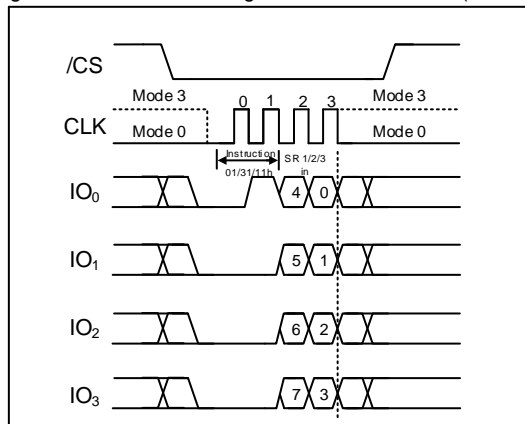 /CS
Mode 3 0 1 2 3 Mode 3
CLK Mode 0 Mode 0
Instruction SR 1/2/3
01/31/11h in
IO0 4 0
IO1 5 1
IO2 6 2
IO3 7 3